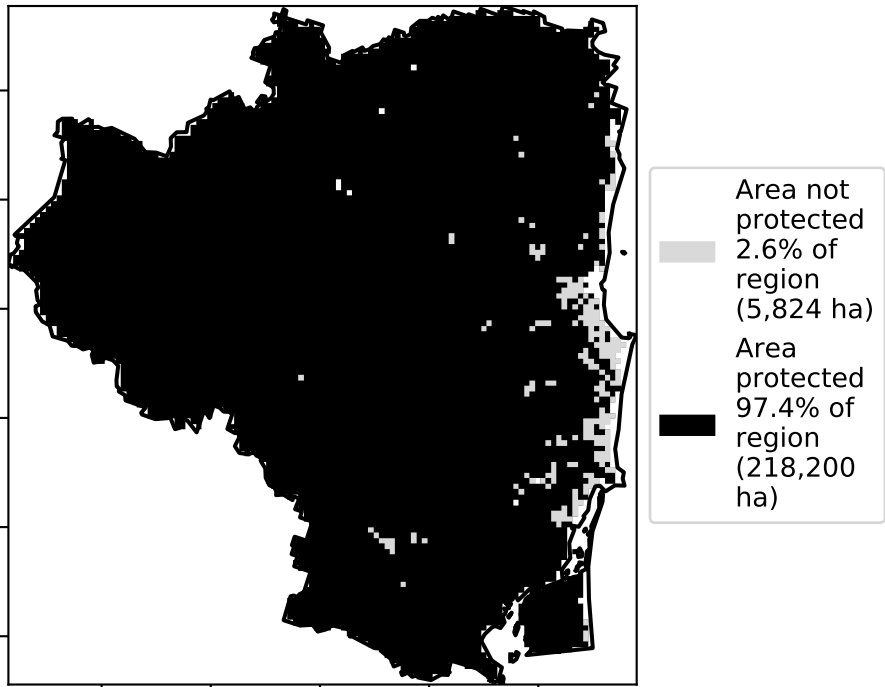 Area not
protected
2.6% of
region
(5,824 ha)
Area
protected
97.4% of
region
(218,200
ha)